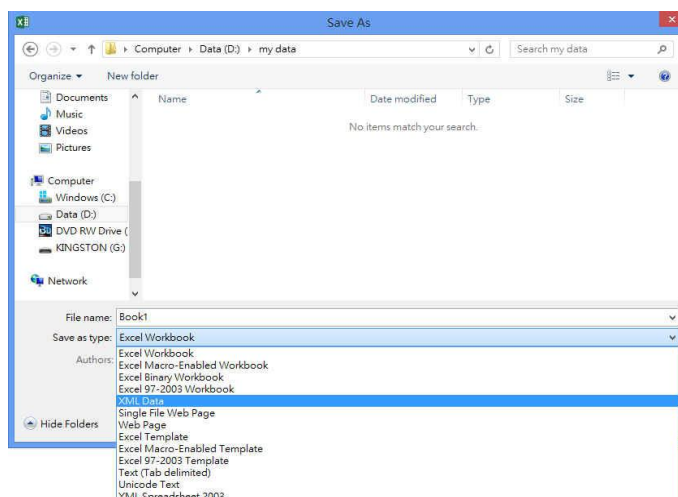 Save As
Computer ▸ Data (D:) ▸ my data
Search my data
Organize ▾ New folder
Documents
Music
Videos
Pictures
Computer
Windows (C:)
Data (D:)
DVD RW Drive (
KINGSTON (G:)
Network
Name Date modified Type Size
No items match your search.
File name: Book1
Save as type: Excel Workbook
Authors:
Excel Workbook
Excel Macro-Enabled Workbook
Excel Binary Workbook
Excel 97-2003 Workbook
XML Data
Single File Web Page
Web Page
Excel Template
Excel Macro-Enabled Template
Excel 97-2003 Template
Text (Tab delimited)
Unicode Text
XML Spreadsheet 2003
Hide Folders